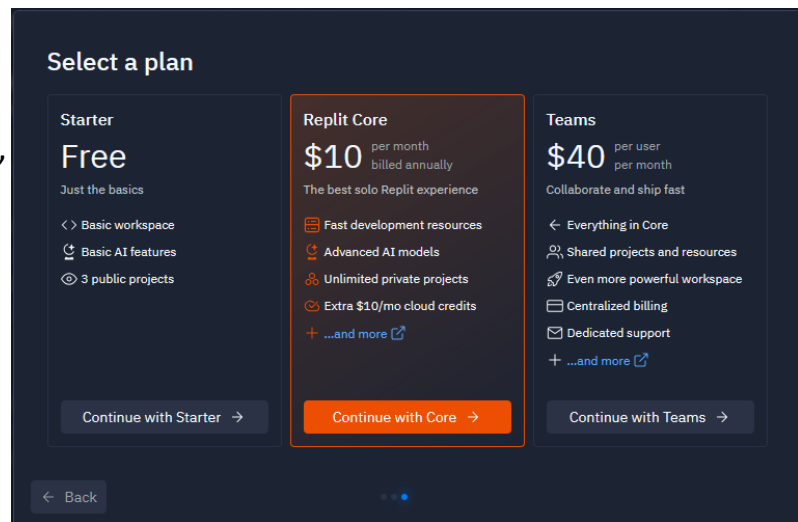 Select a plan
Starter
Free
Just the basics
Basic workspace
Basic AI features
3 public projects
Continue with Starter →
Replit Core
$10 per month
billed annually
The best solo Replit experience
Fast development resources
Advanced AI models
Unlimited private projects
Extra $10/mo cloud credits
...and more
Continue with Core →
Teams
$40 per user
per month
Collaborate and ship fast
Everything in Core
Shared projects and resources
Even more powerful workspace
Centralized billing
Dedicated support
...and more
Continue with Teams →
← Back